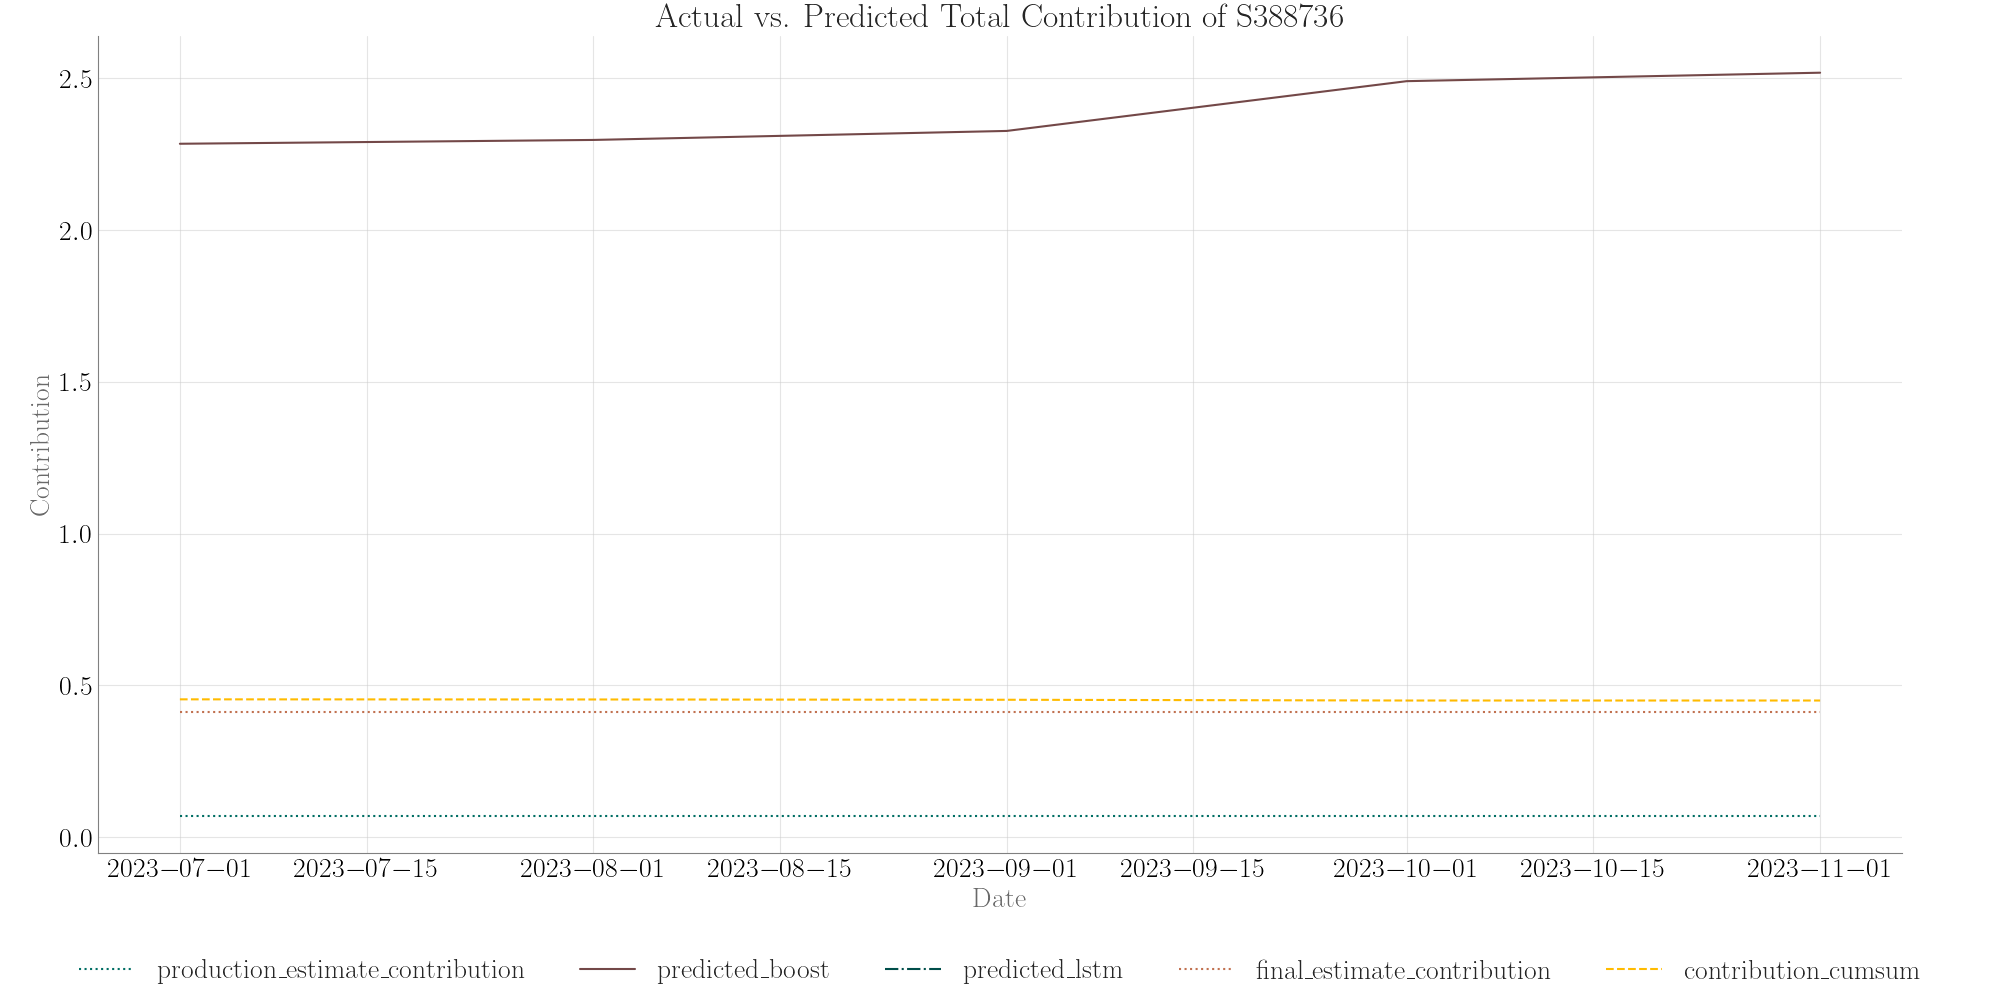 Actual vs. Predicted Total Contribution of S388736
2.5
2.0
1.5
1.0
0.5
0.0
Contribution
2023−07−01 2023−07−15 2023−08−01 2023−08−15 2023−09−01 2023−09−15 2023−10−01 2023−10−15 2023−11−01
Date
production_estimate_contribution predicted_boost predicted_lstm final_estimate_contribution contribution_cumsum